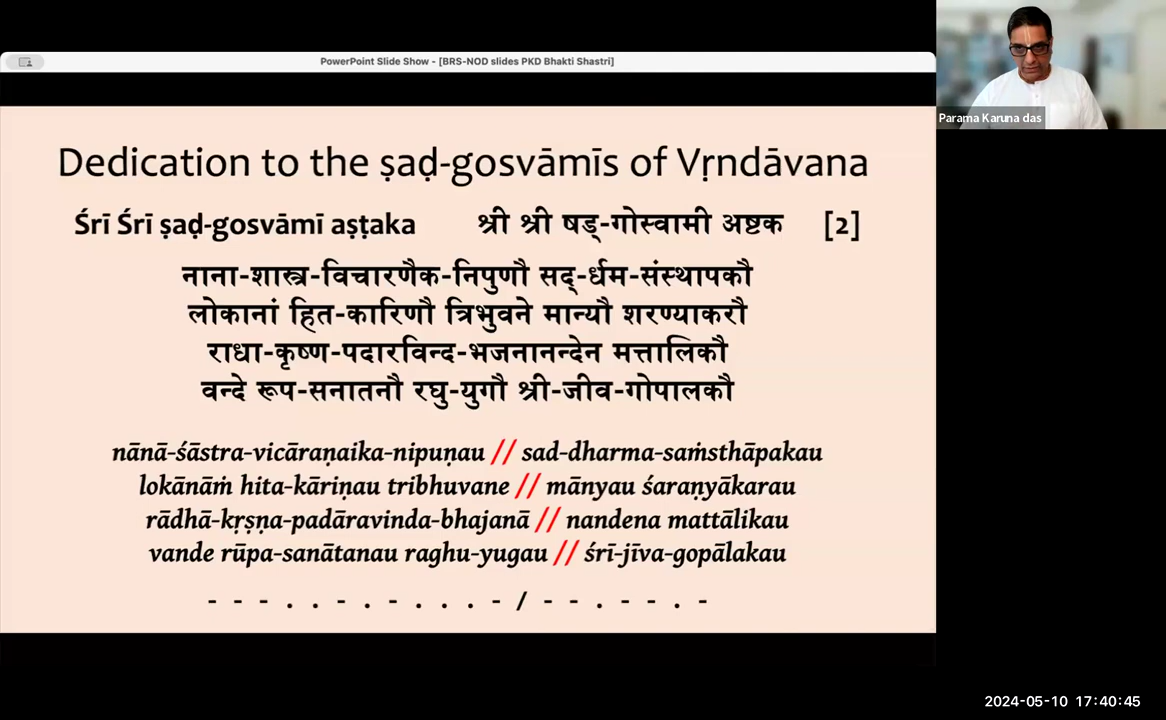 PowerPoint Slide Show - [BRS-NOD slides PKD Bhakti Shastri]
Parama Karuna das
Dedication to the ṣaḍ-gosvāmīs of Vṛndāvana
Śrī Śrī ṣaḍ-gosvāmī aṣṭaka श्री श्री षड्-गोस्वामी अष्टक [2]
नाना-शास्त्र-विचारणैक-निपुणौ सद्-र्धम-संस्थापकौ
लोकानां हित-कारिणौ त्रिभुवने मान्यौ शरण्याकरौ
राधा-कृष्ण-पदारविन्द-भजनानन्देन मत्तालिकौ
वन्दे रूप-सनातनौ रघु-युगौ श्री-जीव-गोपालकौ
nānā-śāstra-vicāraṇaika-nipuṇau // sad-dharma-saṁsthāpakau
lokānāṁ hita-kāriṇau tribhuvane // mānyau śaraṇyākarau
rādhā-kṛṣṇa-padāravinda-bhajanā // nandena mattālikau
vande rūpa-sanātanau raghu-yugau // śrī-jīva-gopālakau
- - - . . - . - . . . - / - - . - - . -
2024-05-10 17:40:45